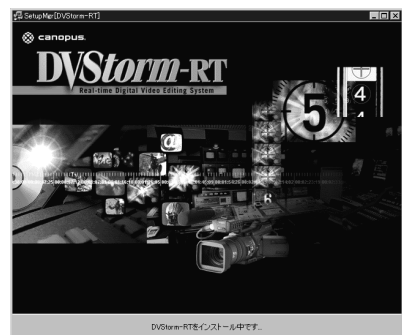 SetupMgr[DVStorm-RT]
canopus.
DVStorm-RT
Real-time Digital Video Editing System
5
4
@
6
DVStorm-RTをインストール中です..